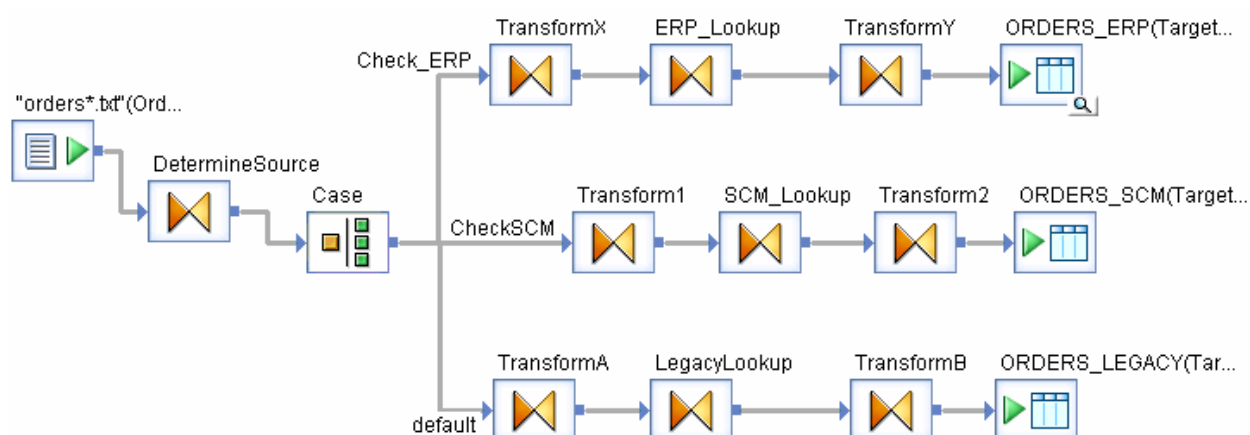 TransformX
ERP_Lookup
TransformY
ORDERS_ERP(Target...
Check_ERP
"orders*.txt"(Ord...
DetermineSource
Case
Transform1
SCM_Lookup
Transform2
ORDERS_SCM(Target...
CheckSCM
TransformA
LegacyLookup
TransformB
ORDERS_LEGACY(Tar...
default